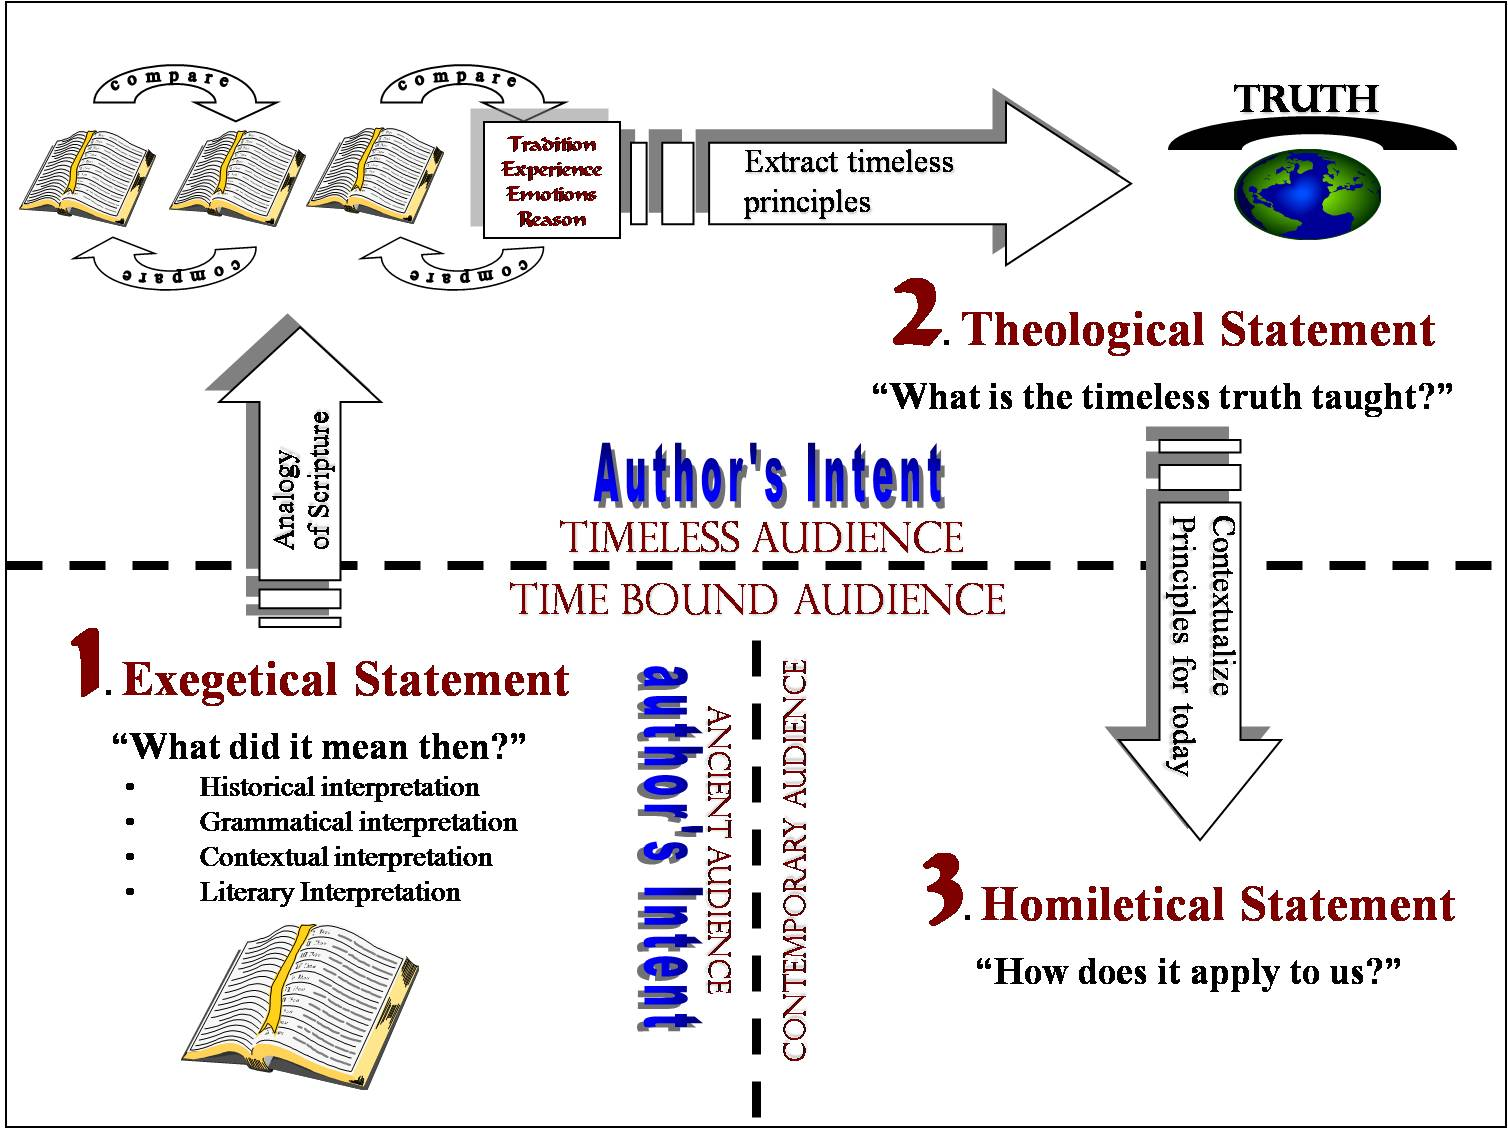 compare
compare
Tradition
Experience
Emotions
Reason
compare
compare
Extract timeless
principles
TRUTH
2. Theological Statement
“What is the timeless truth taught?”
Analogy
of Scripture
Author's Intent
TIMELESS AUDIENCE
TIME BOUND AUDIENCE
Contextualize
Principles for today
1. Exegetical Statement
“What did it mean then?”
• Historical interpretation
• Grammatical interpretation
• Contextual interpretation
• Literary Interpretation
author's Intent
ANCIENT AUDIENCE
CONTEMPORARY AUDIENCE
3. Homiletical Statement
“How does it apply to us?”